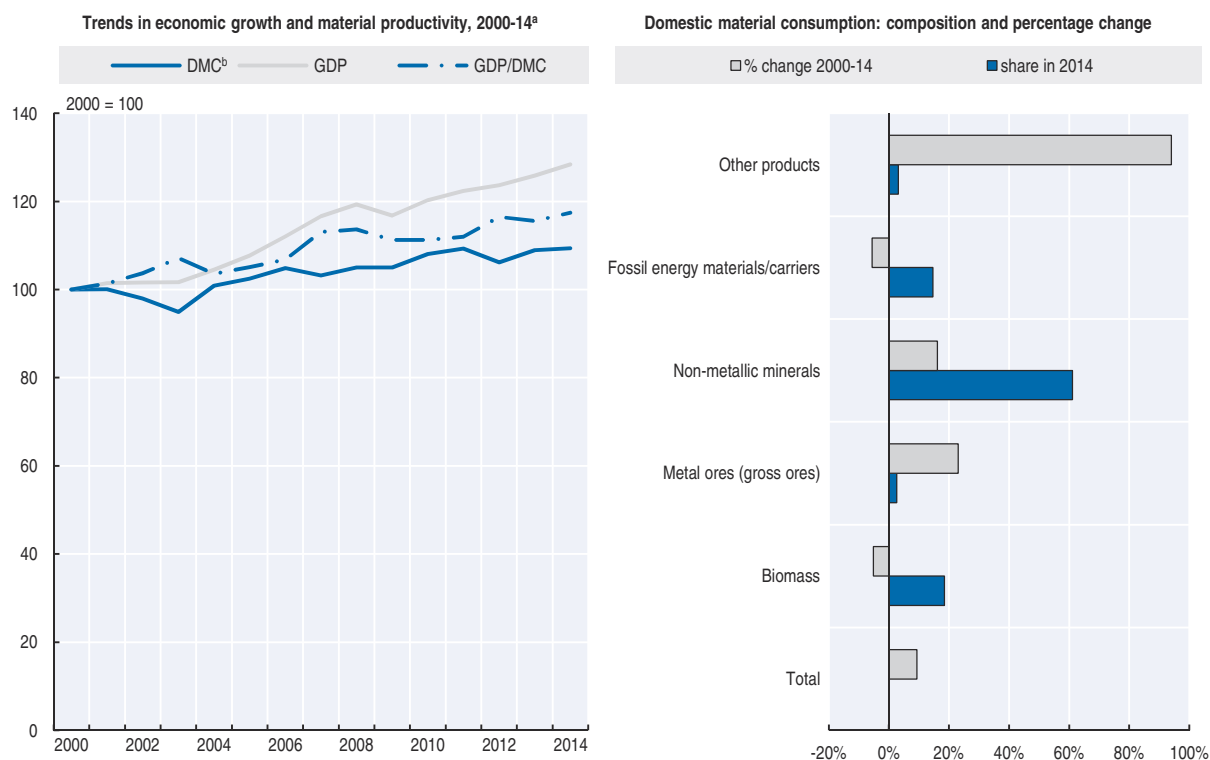 Trends in economic growth and material productivity, 2000-14ª
DMCᵇ GDP GDP/DMC
2000 = 100
140
120
100
80
60
40
20
0
2000 2002 2004 2006 2008 2010 2012 2014
Domestic material consumption: composition and percentage change
% change 2000-14 share in 2014
Other products
Fossil energy materials/carriers
Non-metallic minerals
Metal ores (gross ores)
Biomass
Total
-20% 0% 20% 40% 60% 80% 100%